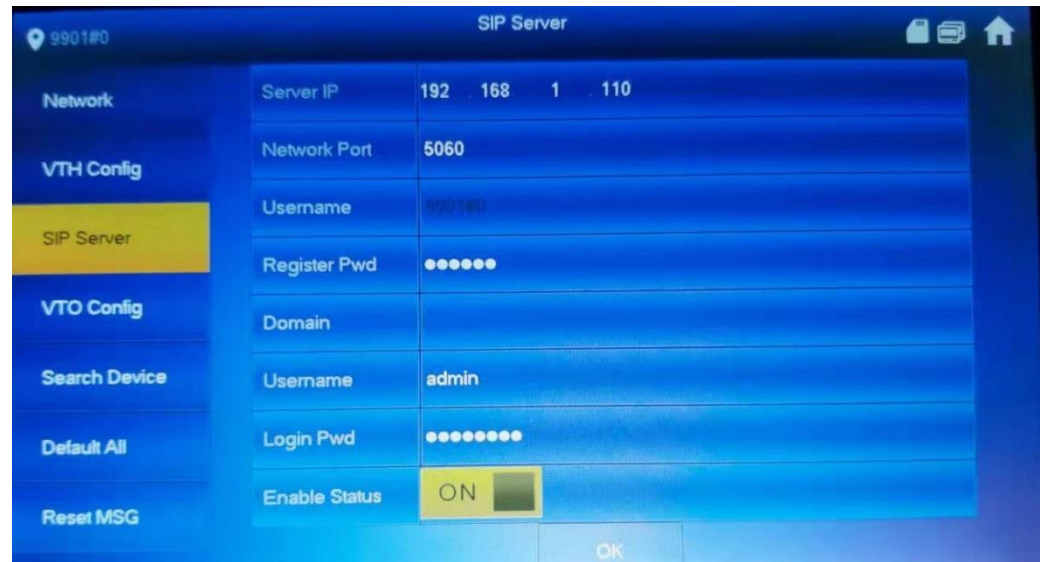 9901#0
SIP Server
Network
VTH Config
SIP Server
VTO Config
Search Device
Default All
Reset MSG
Server IP 192 . 168 1 . 110
Network Port 5060
Username 9901#0
Register Pwd ●●●●●●
Domain
Username admin
Login Pwd ●●●●●●●●
Enable Status ON
OK